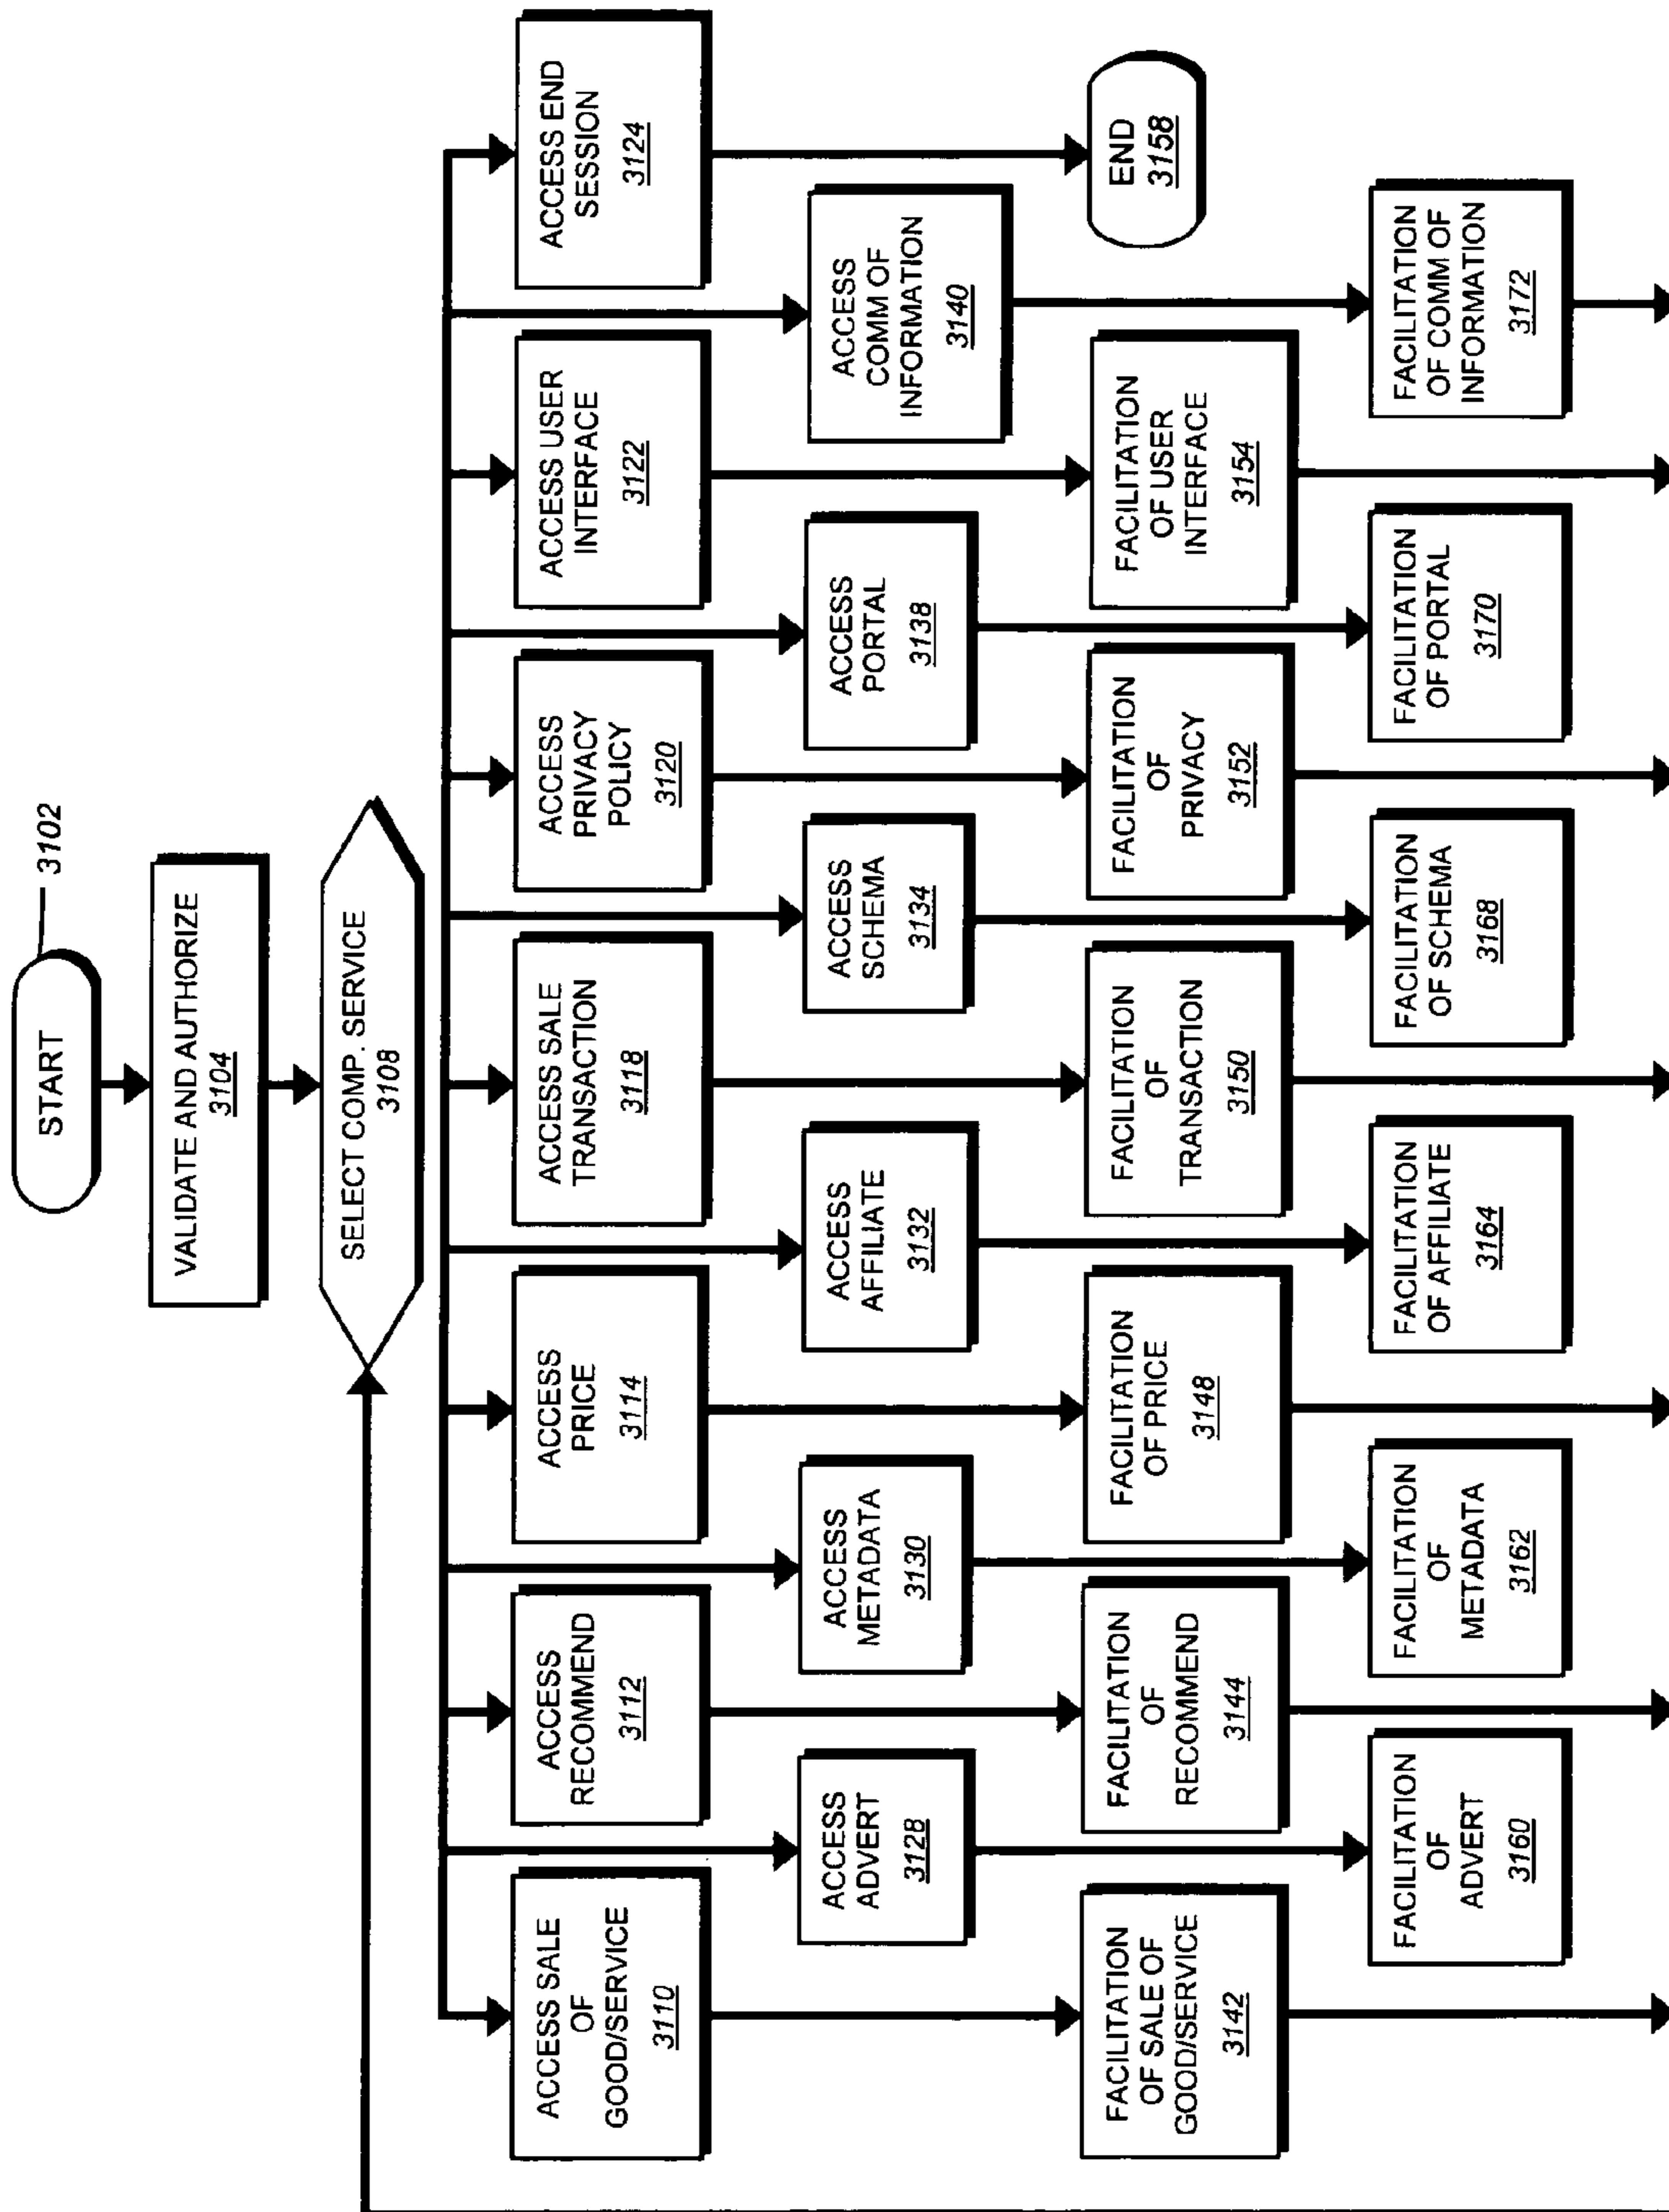 START
3102
VALIDATE AND AUTHORIZE
3104
SELECT COMP. SERVICE
3108
ACCESS SALE
OF
GOOD/SERVICE
3110
ACCESS
RECOMMEND
3112
ACCESS
PRICE
3114
ACCESS SALE
TRANSACTION
3118
ACCESS
PRIVACY
POLICY
3120
ACCESS USER
INTERFACE
3122
ACCESS END
SESSION
3124
ACCESS
ADVERT
3128
ACCESS
METADATA
3130
ACCESS
AFFILIATE
3132
ACCESS
SCHEMA
3134
ACCESS
PORTAL
3138
ACCESS
COMM OF
INFORMATION
3140
FACILITATION
OF SALE OF
GOOD/SERVICE
3142
FACILITATION
OF
RECOMMEND
3144
FACILITATION
OF PRICE
3148
FACILITATION
OF
TRANSACTION
3150
FACILITATION
OF
PRIVACY
3152
FACILITATION
OF USER
INTERFACE
3154
END
3158
FACILITATION
OF
ADVERT
3160
FACILITATION
OF
METADATA
3162
FACILITATION
OF AFFILIATE
3164
FACILITATION
OF SCHEMA
3168
FACILITATION
OF PORTAL
3170
FACILITATION
OF COMM OF
INFORMATION
3172